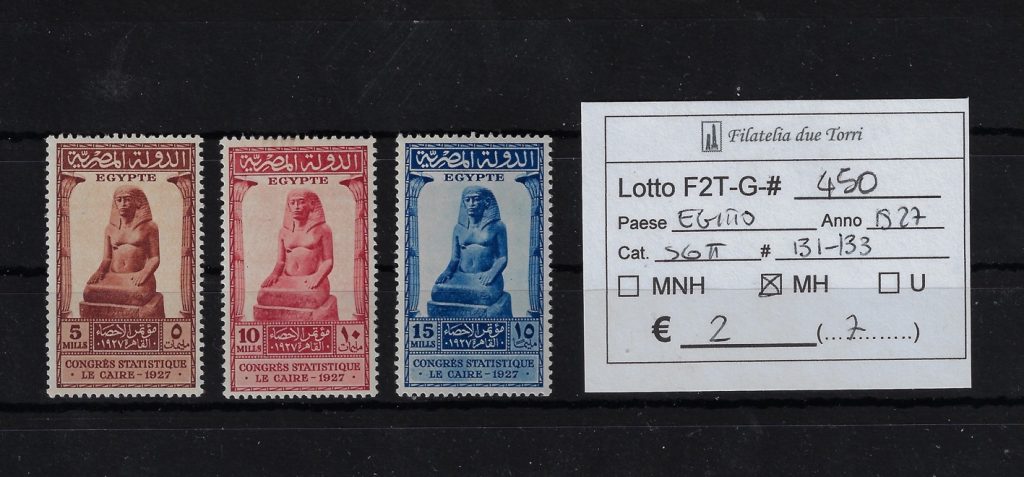 الدولة المصرية
EGYPTE
5 MILLS
مؤتمر الاحصاء
القاهرة ١٩٢٧
٥ مليمات
CONGRÈS STATISTIQUE
· LE CAIRE - 1927 ·
الدولة المصرية
EGYPTE
10 MILLS
مؤتمر الاحصاء
القاهرة ١٩٢٧
١٠ مليمات
CONGRÈS STATISTIQUE
· LE CAIRE - 1927 ·
الدولة المصرية
EGYPTE
15 MILLS
مؤتمر الاحصاء
القاهرة ١٩٢٧
١٥ مليم
CONGRÈS STATISTIQUE
· LE CAIRE - 1927 ·
Filatelia due Torri
Lotto F2T-G-# 450
Paese EGITTO Anno 1927
Cat. SG # 131-133
MNH MH U
€ 2 (...7.......)